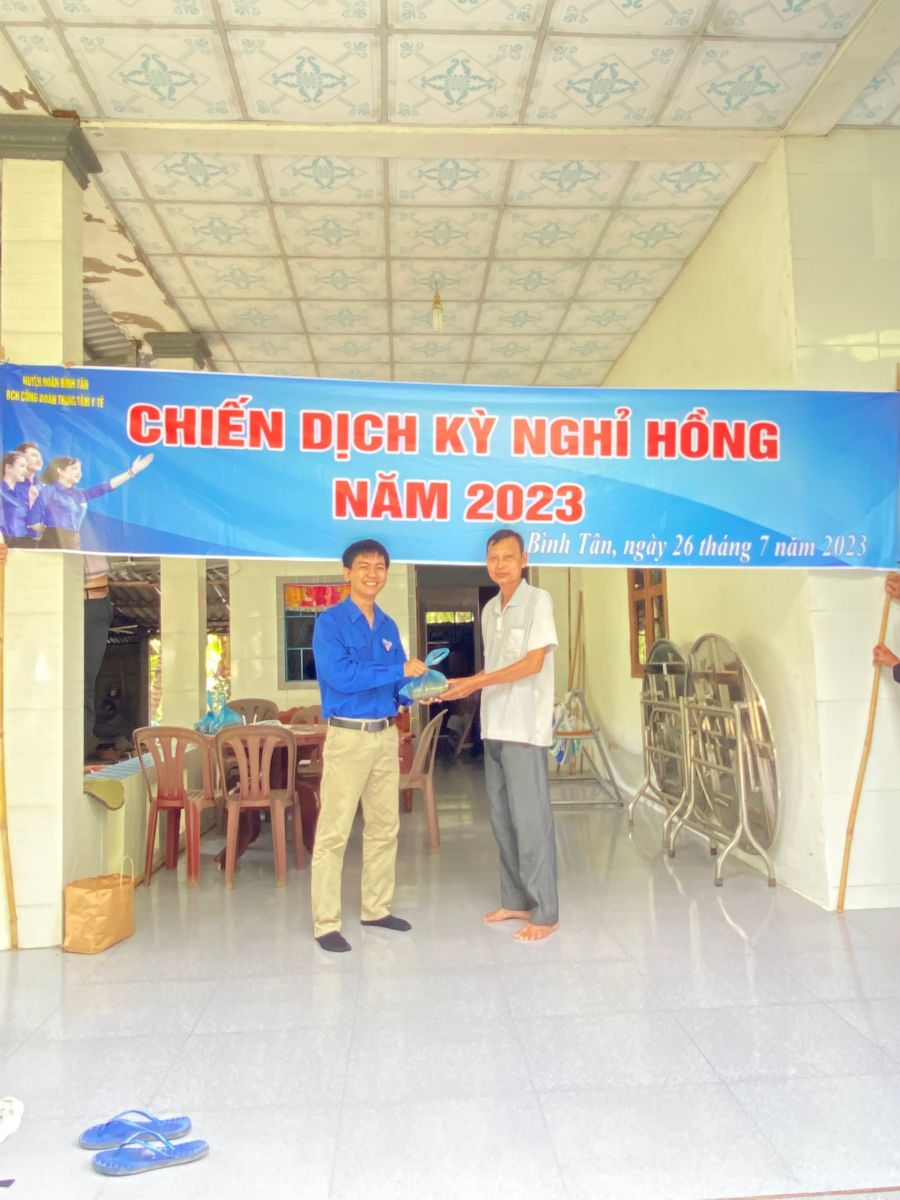 HUYỆN ĐOÀN BÌNH TÂN
BCH CÔNG ĐOÀN TRUNG TÂM Y TẾ
CHIẾN DỊCH KỲ NGHỈ HỒNG
NĂM 2023
Bình Tân, ngày 26 tháng 7 năm 2023